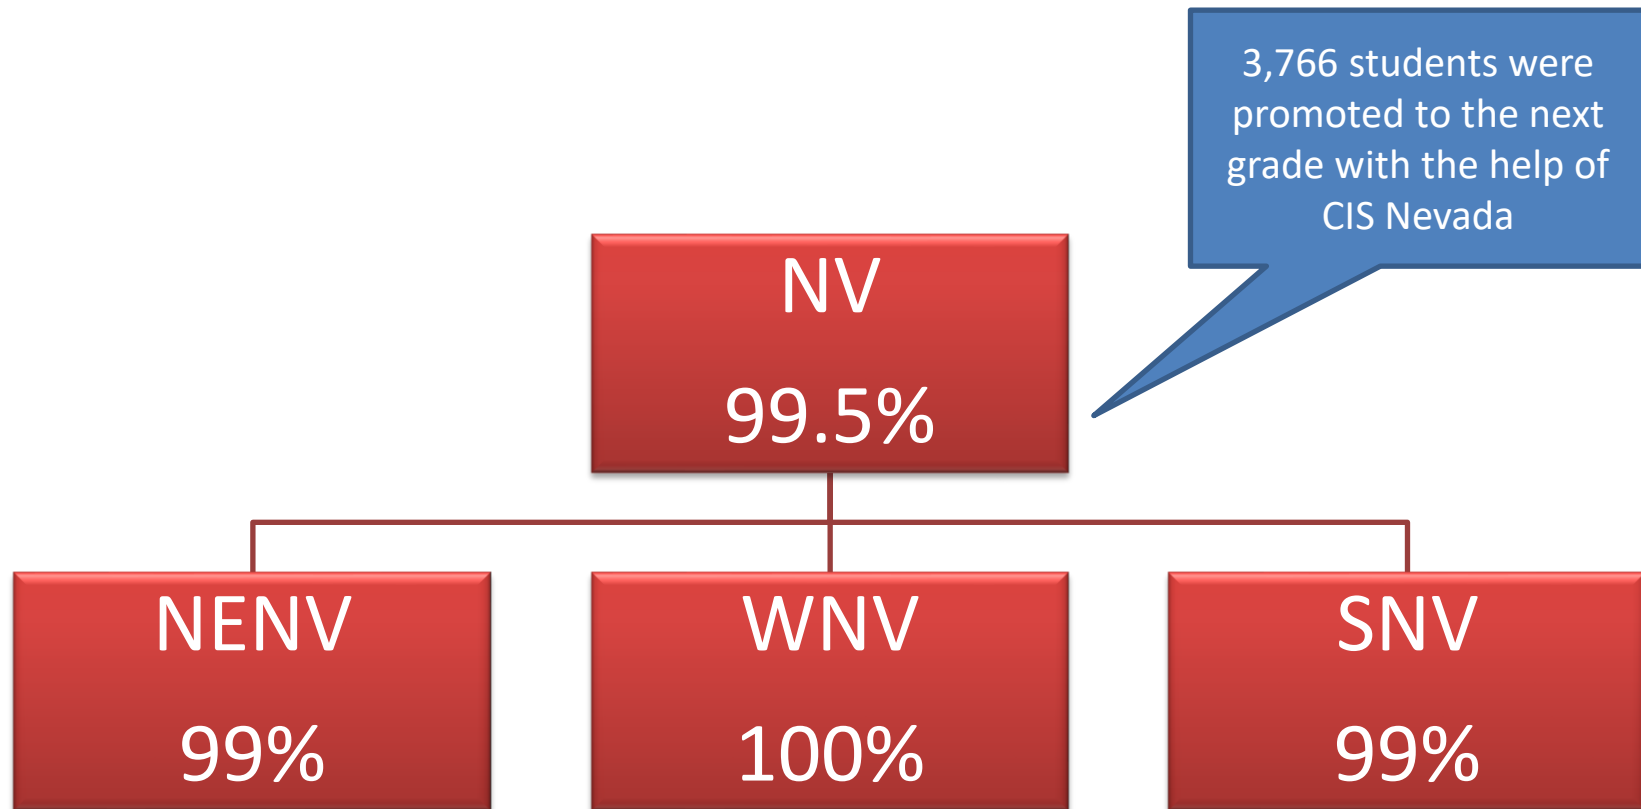 3,766 students were
promoted to the next
grade with the help of
CIS Nevada
NV
99.5%
NENV
99%
WNV
100%
SNV
99%